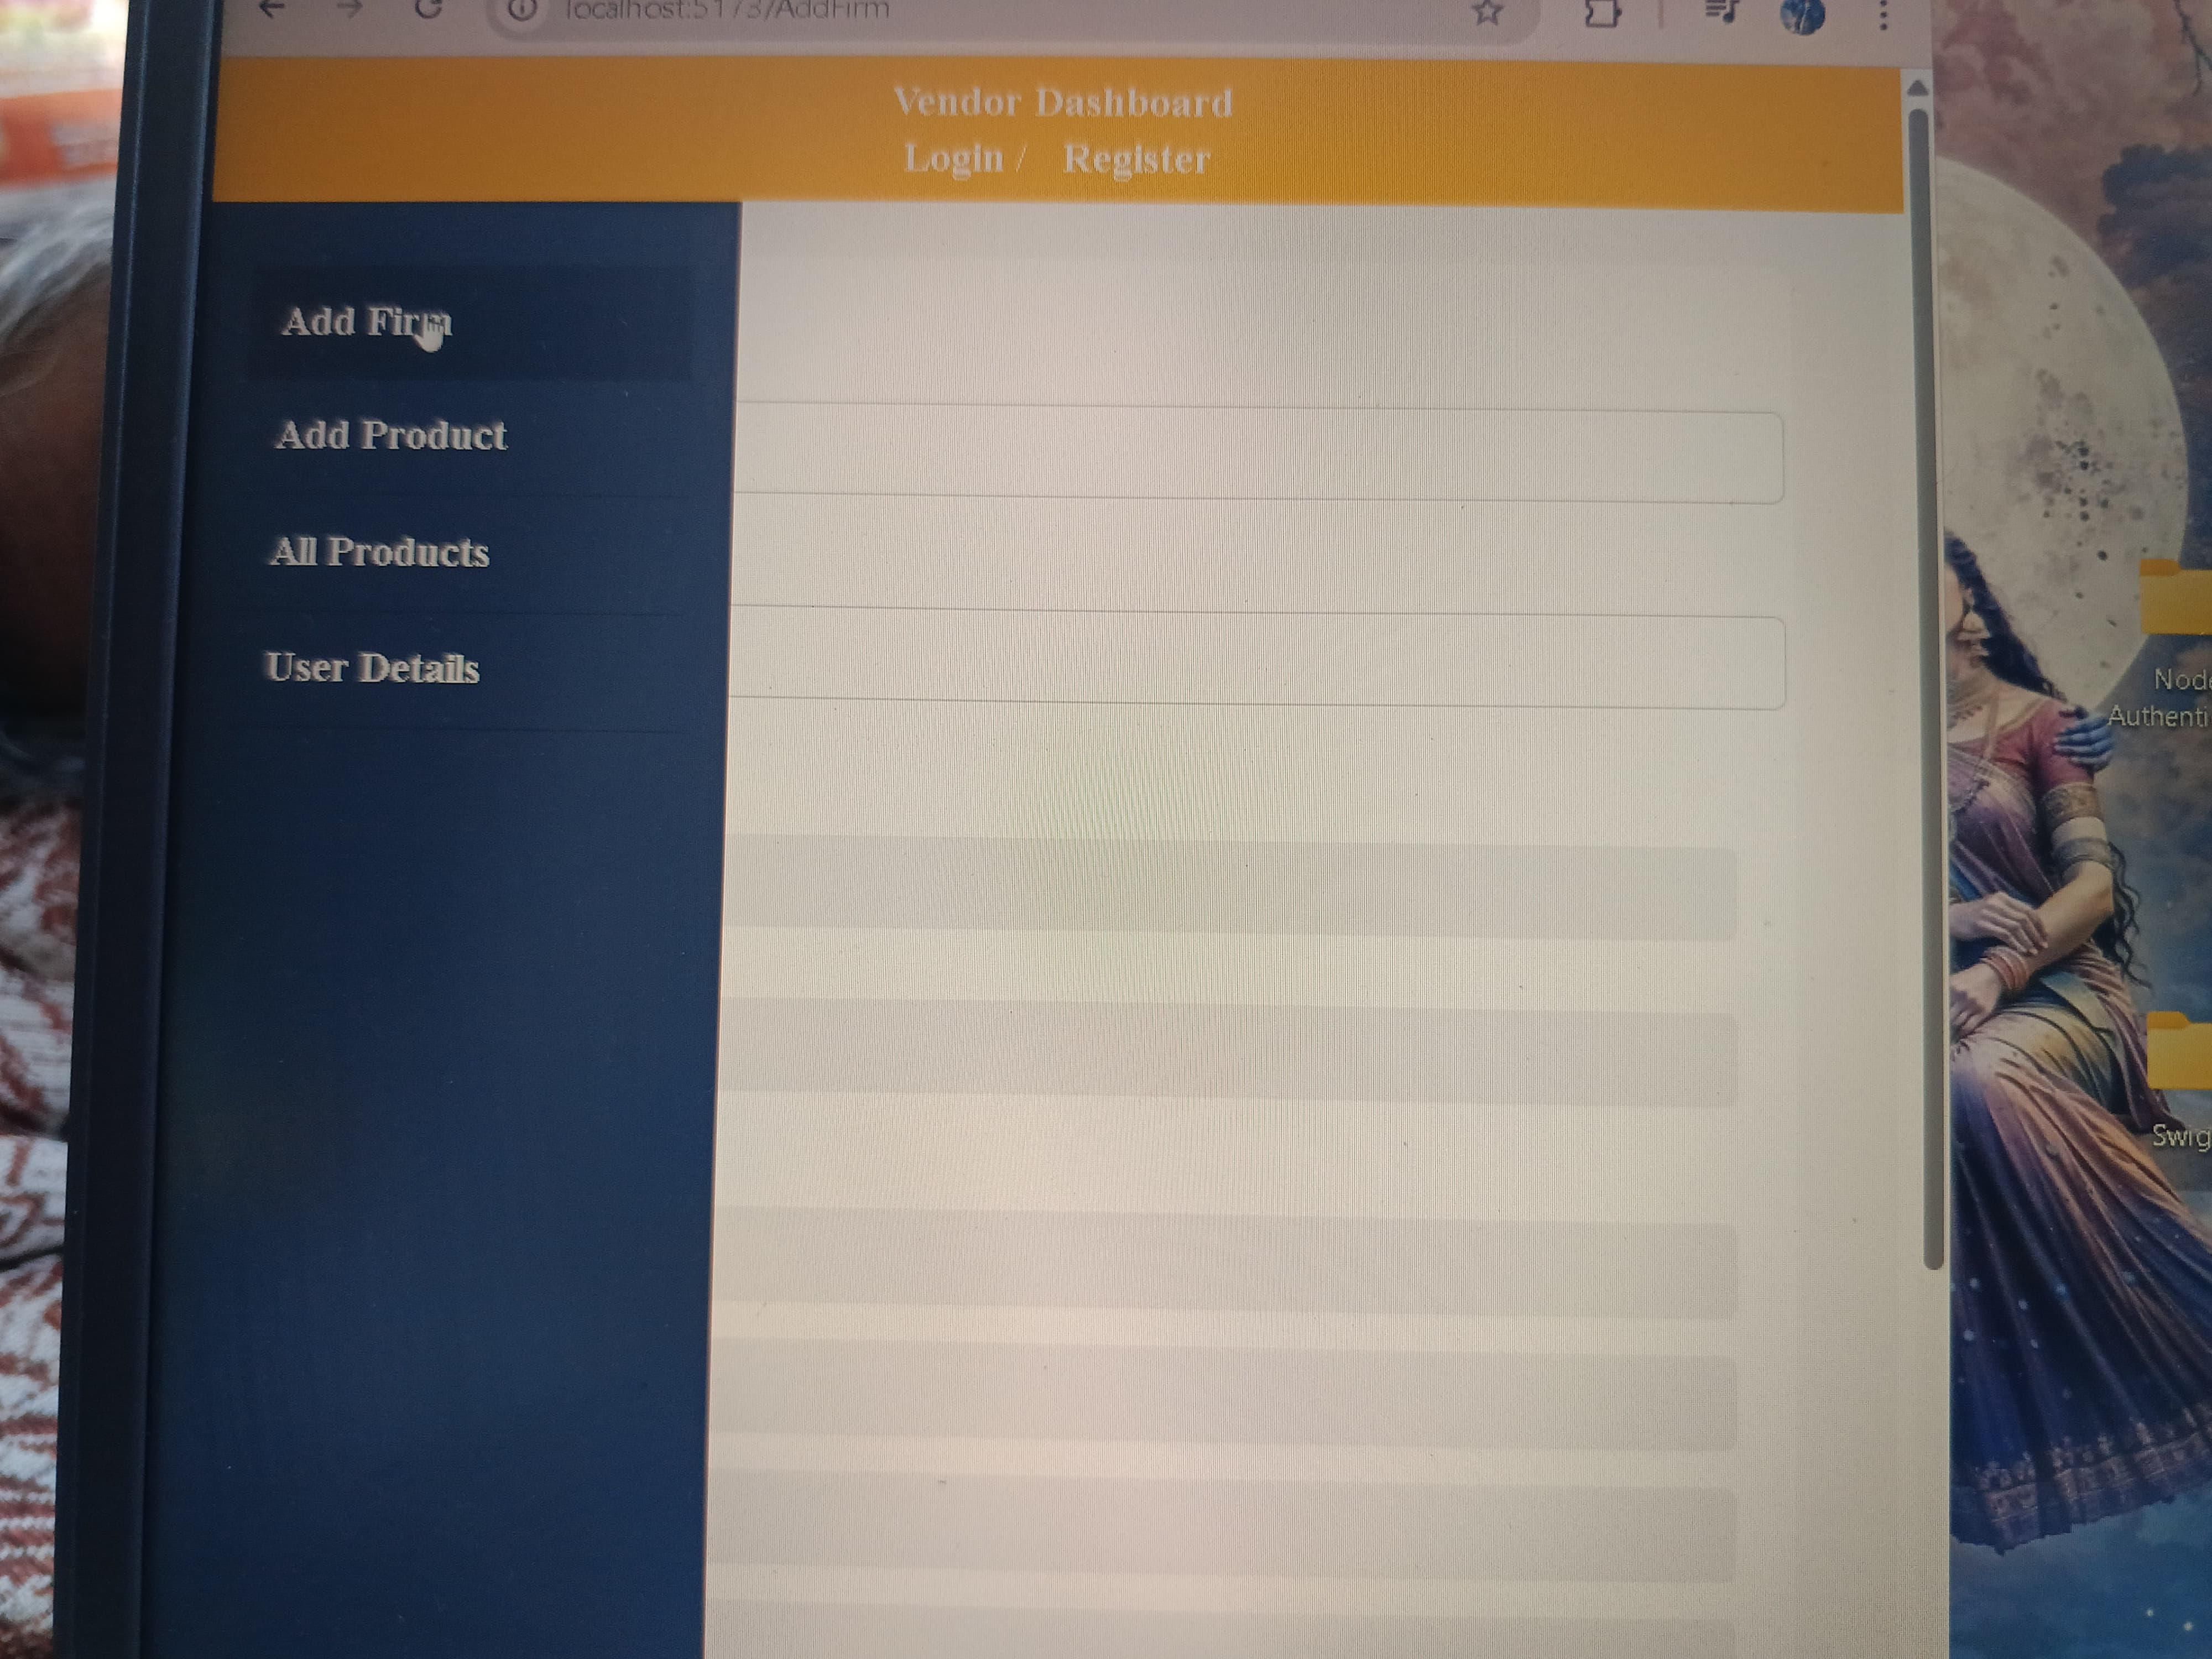 localhost:5173/AddFirm
Vendor Dashboard
Login / Register
Add Firm
Add Product
All Products
User Details